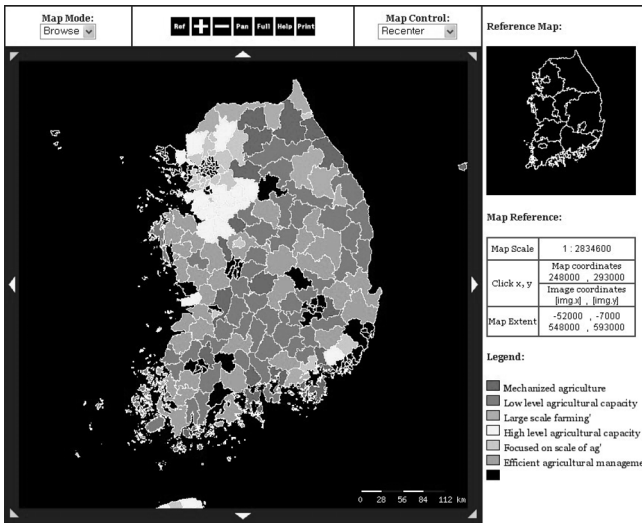 Map Mode:
Browse
Ref Pan Full Help Print
Map Control:
Recenter
Reference Map:
Map Reference:
Map Scale 1 : 2834600
Click x, y
Map coordinates
248000 , 293000
Image coordinates
[img.x] , [img.y]
Map Extent
-52000 , -7000
548000 , 593000
Legend:
Mechanized agriculture
Low level agricultural capacity
Large scale farming'
High level agricultural capacity
Focused on scale of ag'
Efficient agricultural manageme
0 28 56 84 112 km